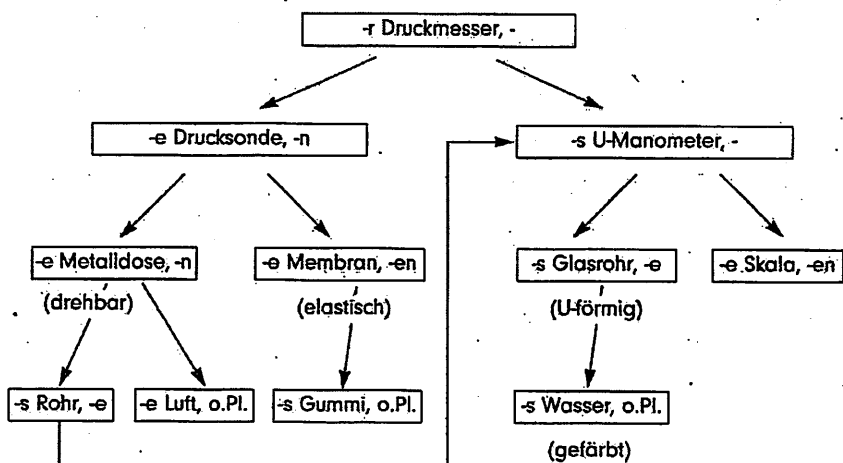 -r Druckmesser, -
-e Drucksonde, -n
-s U-Manometer, -
-e Metalldose, -n
-e Membran, -en
-s Glasrohr, -e
-e Skala, -en
(drehbar)
(elastisch)
(U-förmig)
-s Rohr, -e
-e Luft, o.Pl.
-s Gummi, o.Pl.
-s Wasser, o.Pl.
(gefärbt)